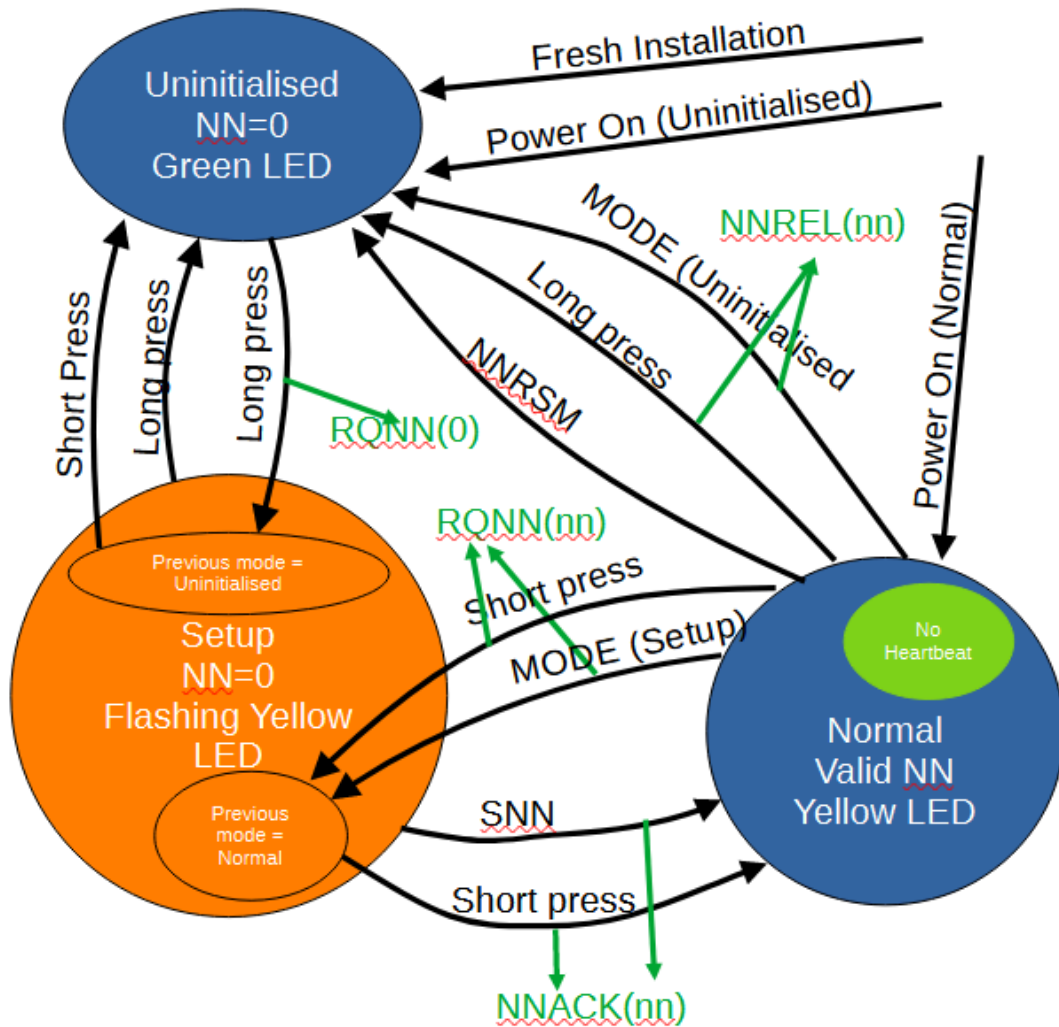 Fresh Installation
Uninitialised
NN=0
Green LED
Power On (Uninitialised)
MODE (Uninitialised
NNREL(nn)
Power On (Normal)
Short Press
Long press
Long press
Long press
NNRSM
RQNN(0)
RQNN(nn)
Previous mode =
Uninitialised
Short press
Setup
NN=0
Flashing Yellow
LED
MODE (Setup)
No
Heartbeat
Normal
Valid NN
Yellow LED
Previous
mode =
Normal
SNN
Short press
NNACK(nn)